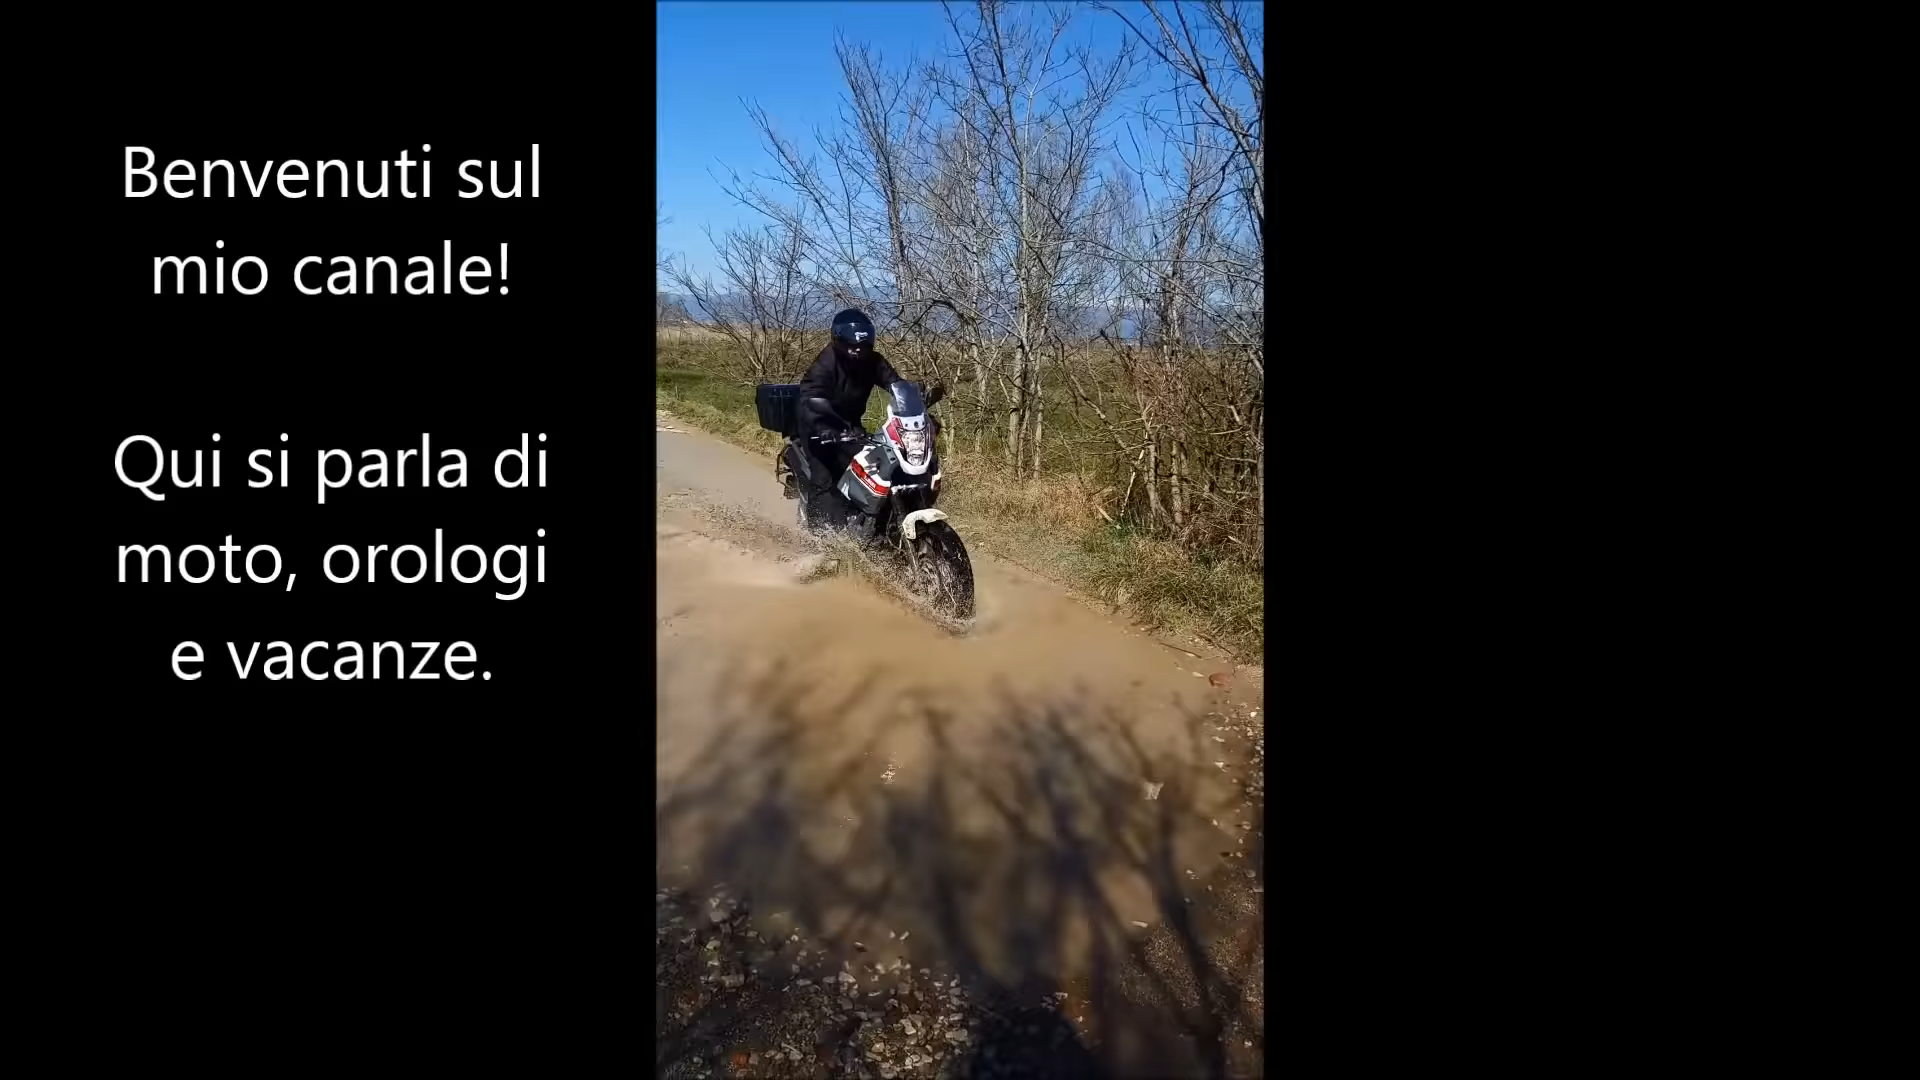 Benvenuti sul
mio canale!
Qui si parla di
moto, orologi
e vacanze.